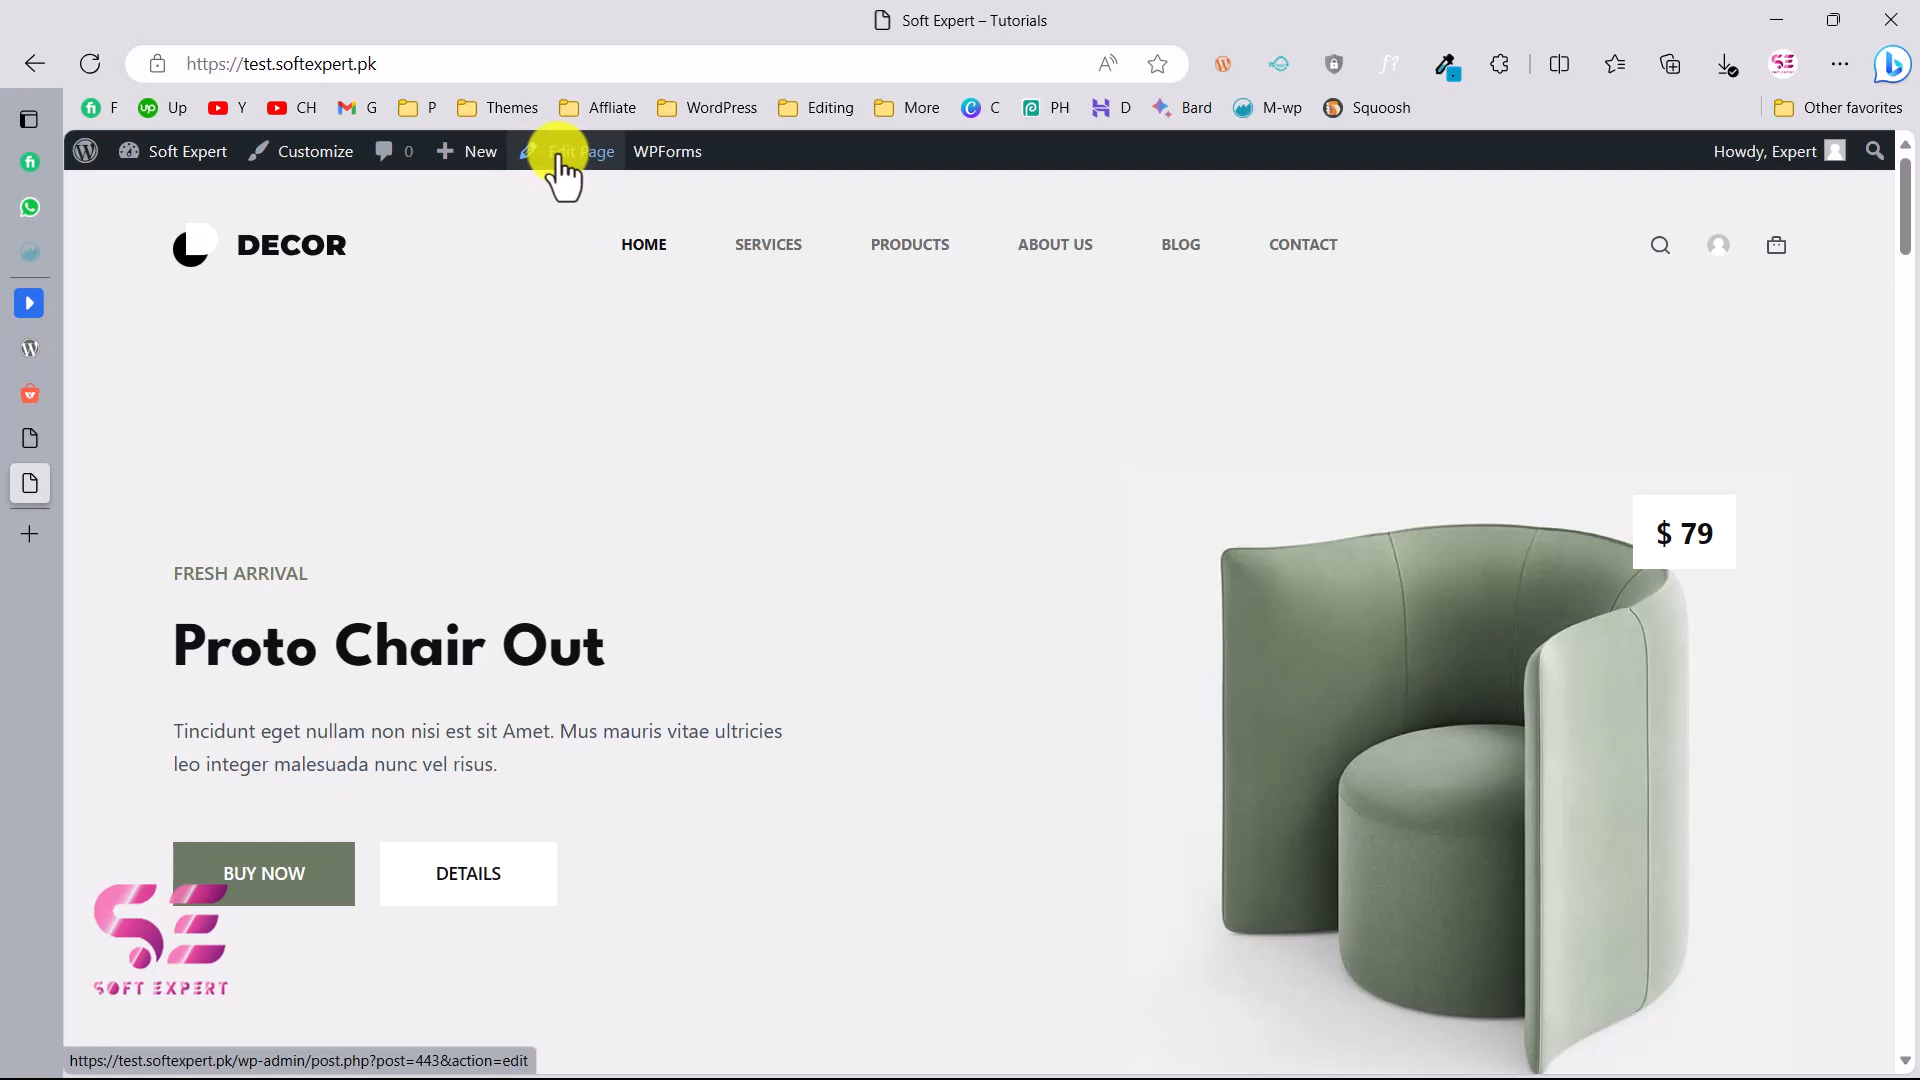 Soft Expert – Tutorials
https://test.softexpert.pk
F Up Y CH G P Themes Affliate WordPress Editing More C PH D Bard M-wp Squoosh Other favorites
Soft Expert Customize 0 New Edit Page WPForms Howdy, Expert
DECOR HOME SERVICES PRODUCTS ABOUT US BLOG CONTACT
$ 79
FRESH ARRIVAL
Proto Chair Out
Tincidunt eget nullam non nisi est sit Amet. Mus mauris vitae ultricies
leo integer malesuada nunc vel risus.
BUY NOW DETAILS
SE
SOFT EXPERT
https://test.softexpert.pk/wp-admin/post.php?post=443&action=edit